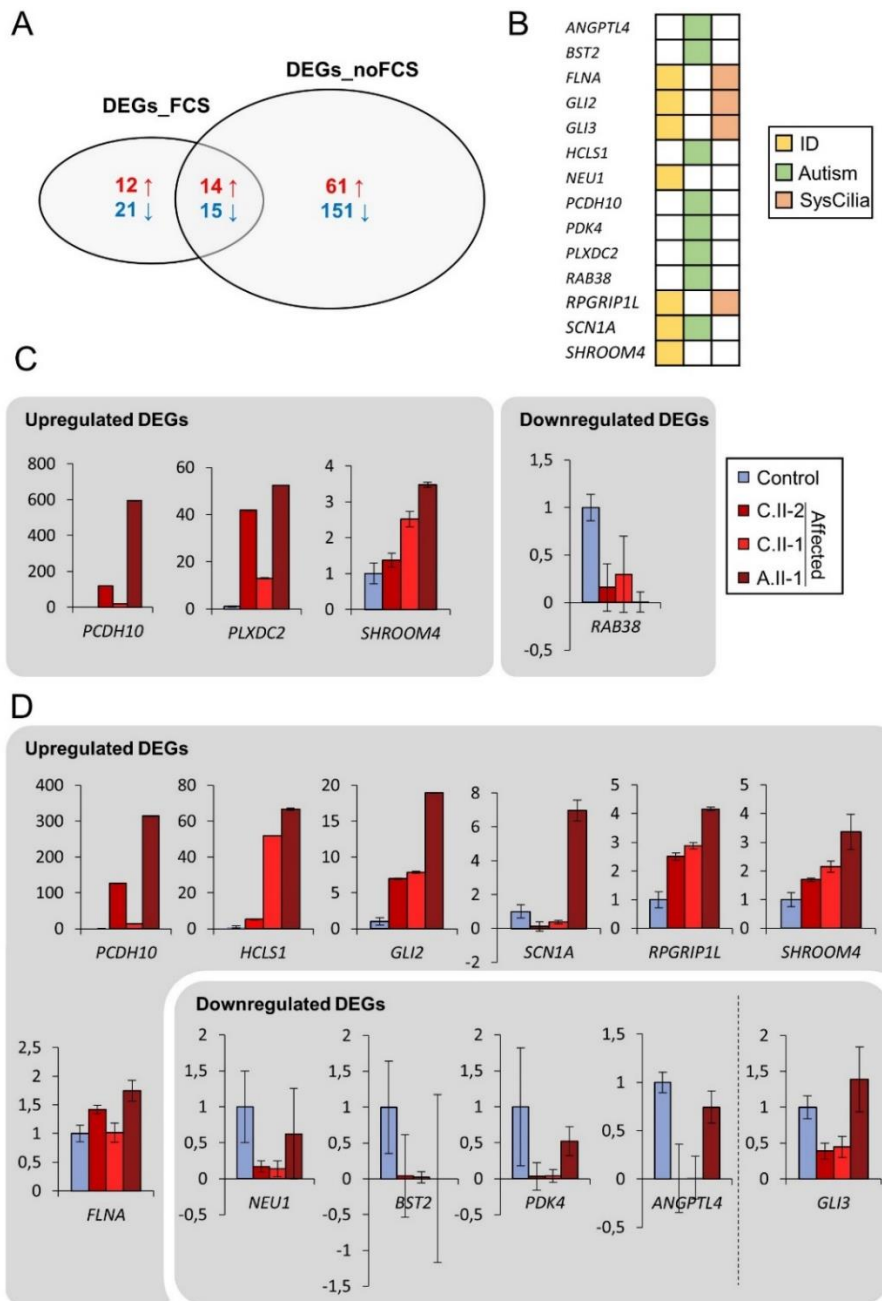 A
DEGs_FCS
DEGs_noFCS
12 ↑ 14 ↑ 61 ↑
21 ↓ 15 ↓ 151 ↓
B
ANGPTL4
BST2
FLNA
GLI2
GLI3
HCLS1
NEU1
PCDH10
PDK4
PLXDC2
RAB38
RPGRIP1L
SCN1A
SHROOM4
ID
Autism
SysCilia
C
Upregulated DEGs
800
600
400
200
0
PCDH10
60
40
20
0
PLXDC2
4
3
2
1
0
SHROOM4
Downregulated DEGs
1,5
1
0,5
0
-0,5
RAB38
Control
C.II-2
C.II-1
A.II-1
Affected
D
Upregulated DEGs
400
300
200
100
0
PCDH10
80
60
40
20
0
HCLS1
20
15
10
5
0
GLI2
8
6
4
2
0
-2
SCN1A
5
4
3
2
1
0
RPGRIP1L
5
4
3
2
1
0
SHROOM4
2,5
2
1,5
1
0,5
0
FLNA
Downregulated DEGs
2
1,5
1
0,5
0
-0,5
NEU1
2
1,5
1
0,5
0
-0,5
-1
-1,5
BST2
2
1,5
1
0,5
0
-0,5
PDK4
1,5
1
0,5
0
-0,5
ANGPTL4
2
1,5
1
0,5
0
GLI3